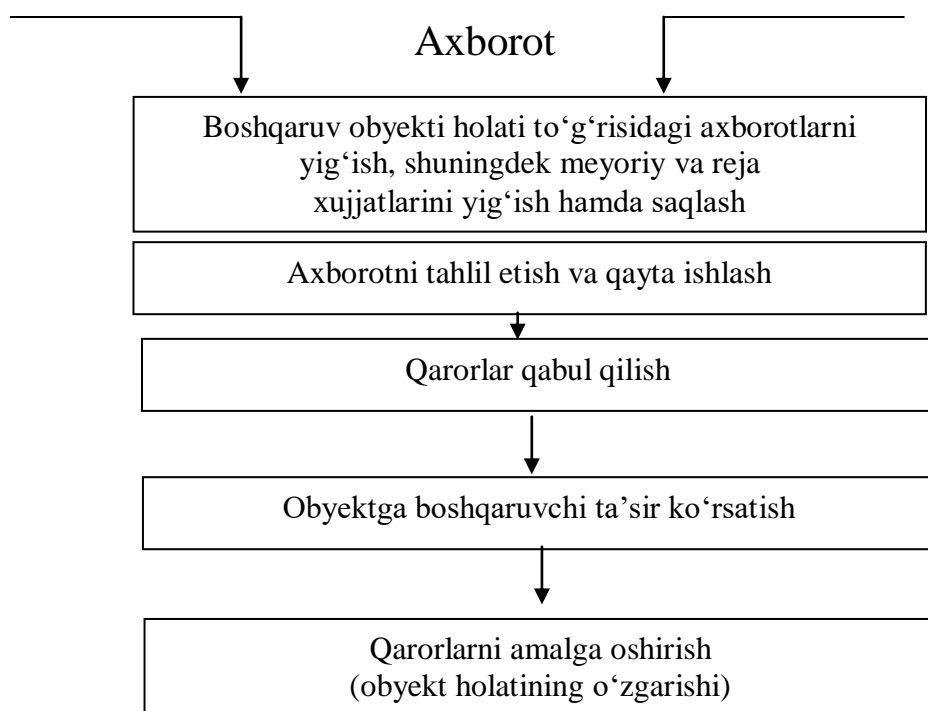 Axborot
Boshqaruv obyekti holati to‘g‘risidagi axborotlarni
yig‘ish, shuningdek meyoriy va reja
xujjatlarini yig‘ish hamda saqlash
Axborotni tahlil etish va qayta ishlash
Qarorlar qabul qilish
Obyektga boshqaruvchi ta’sir ko‘rsatish
Qarorlarni amalga oshirish
(obyekt holatining o‘zgarishi)